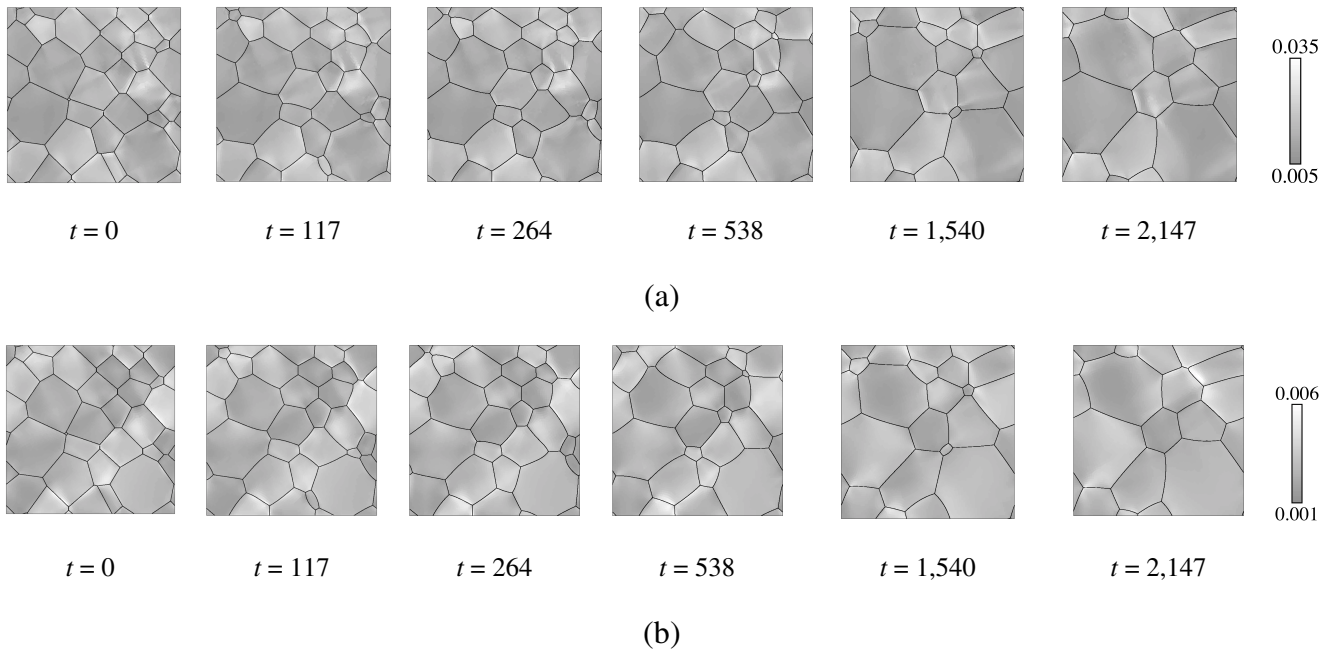 0.035
0.005
t = 0 t = 117 t = 264 t = 538 t = 1,540 t = 2,147
(a)
0.006
0.001
t = 0 t = 117 t = 264 t = 538 t = 1,540 t = 2,147
(b)